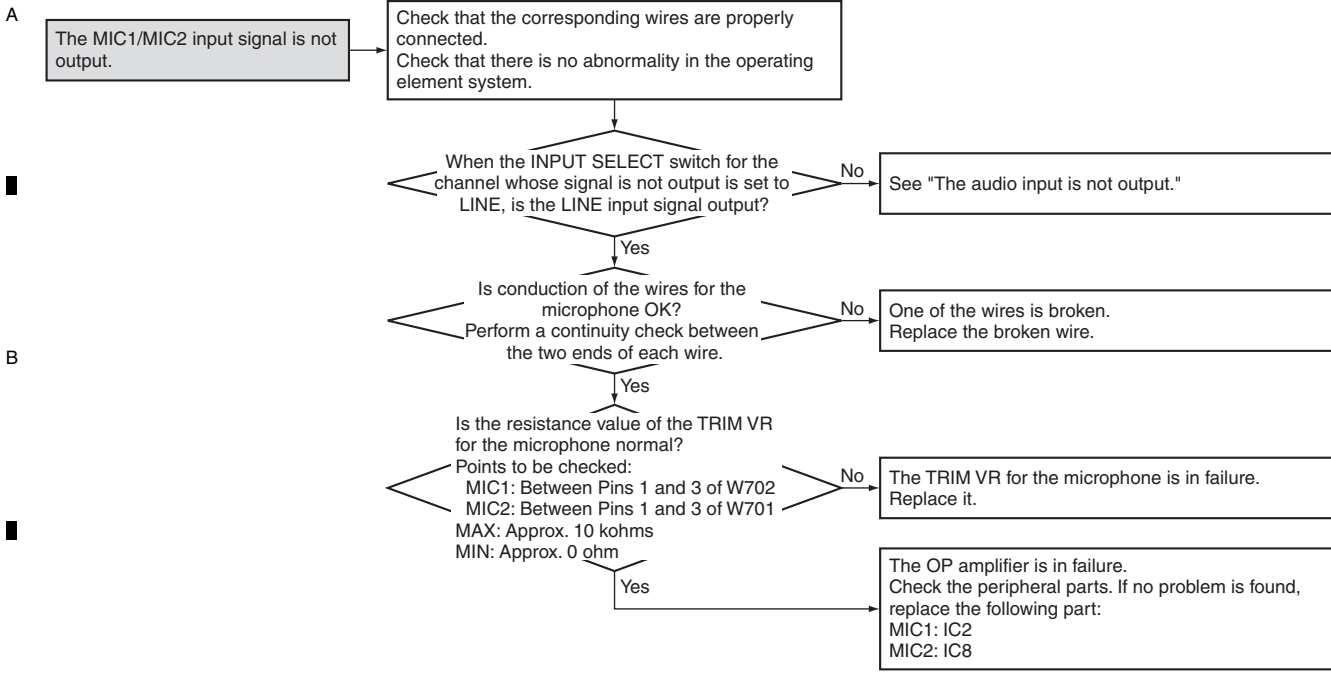 A
The MIC1/MIC2 input signal is not
output.
Check that the corresponding wires are properly
connected.
Check that there is no abnormality in the operating
element system.
When the INPUT SELECT switch for the
channel whose signal is not output is set to
LINE, is the LINE input signal output?
No
See "The audio input is not output."
Yes
Is conduction of the wires for the
microphone OK?
Perform a continuity check between
the two ends of each wire.
No
One of the wires is broken.
Replace the broken wire.
B
Yes
Is the resistance value of the TRIM VR
for the microphone normal?
Points to be checked:
MIC1: Between Pins 1 and 3 of W702
MIC2: Between Pins 1 and 3 of W701
MAX: Approx. 10 kohms
MIN: Approx. 0 ohm
No
The TRIM VR for the microphone is in failure.
Replace it.
Yes
The OP amplifier is in failure.
Check the peripheral parts. If no problem is found,
replace the following part:
MIC1: IC2
MIC2: IC8